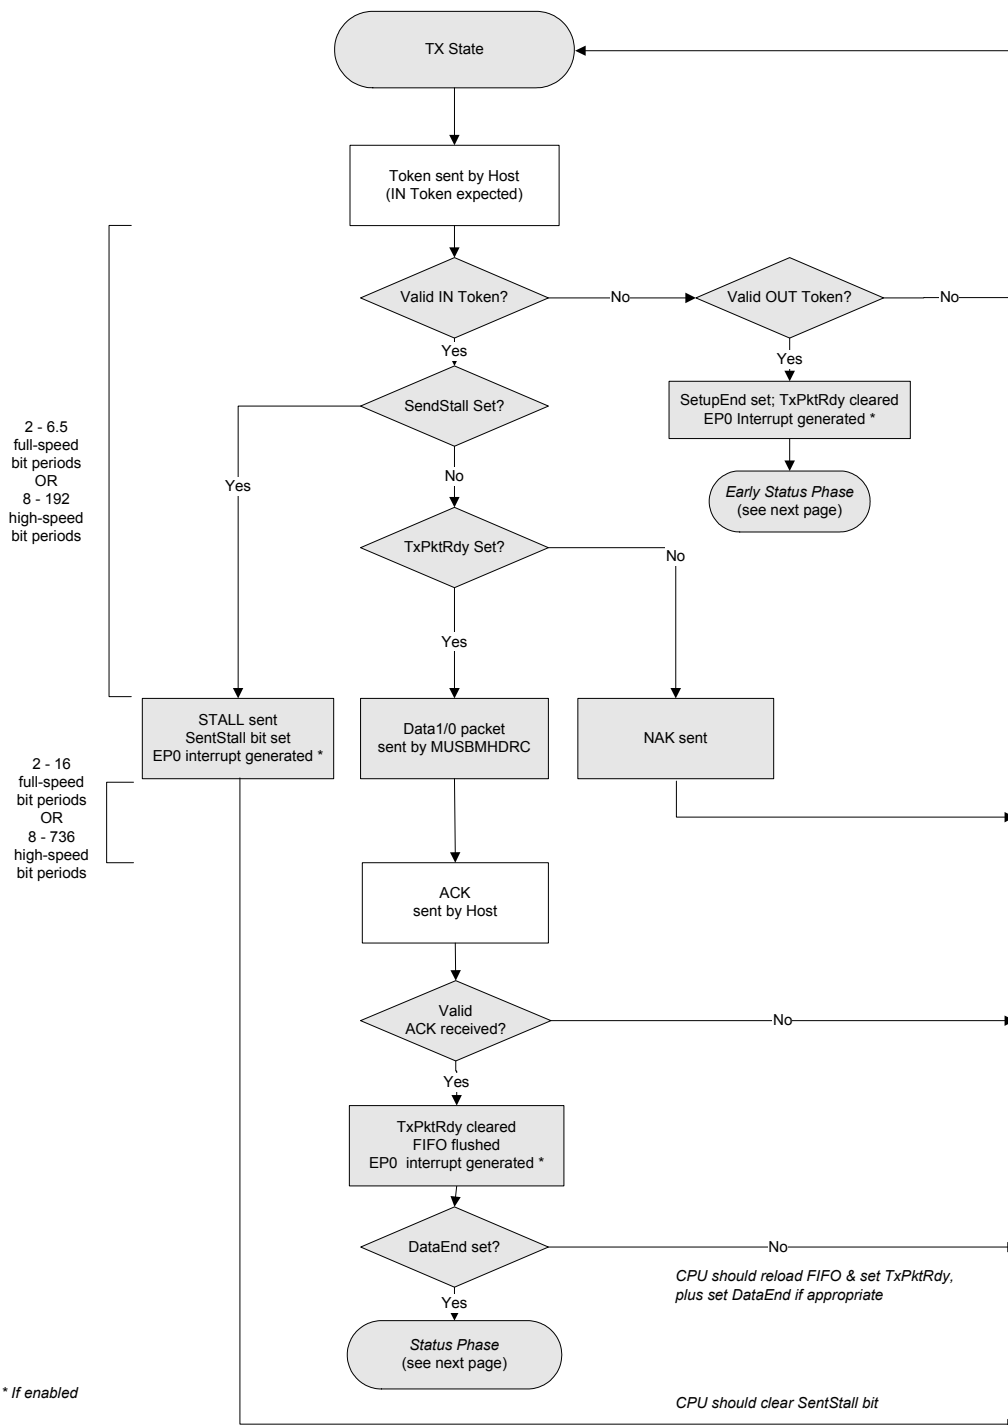 TX State
Token sent by Host
(IN Token expected)
Valid IN Token?
No
Valid OUT Token?
No
Yes
Yes
SendStall Set?
SetupEnd set; TxPktRdy cleared
EP0 Interrupt generated *
2 - 6.5
full-speed
bit periods
OR
8 - 192
high-speed
bit periods
Yes
No
Early Status Phase
(see next page)
TxPktRdy Set?
No
Yes
STALL sent
SentStall bit set
EP0 interrupt generated *
Data1/0 packet
sent by MUSBMHDRC
NAK sent
2 - 16
full-speed
bit periods
OR
8 - 736
high-speed
bit periods
ACK
sent by Host
Valid
ACK received?
No
Yes
TxPktRdy cleared
FIFO flushed
EP0 interrupt generated *
DataEnd set?
No
CPU should reload FIFO & set TxPktRdy,
plus set DataEnd if appropriate
Yes
Status Phase
(see next page)
* If enabled
CPU should clear SentStall bit